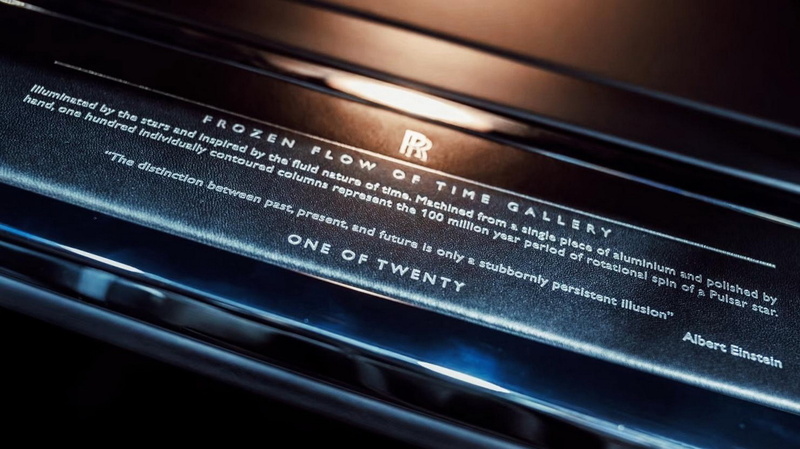 RR
FROZEN FLOW OF TIME GALLERY
Illuminated by the stars and inspired by the fluid nature of time. Machined from a single piece of aluminium and polished by
hand, one hundred individually contoured columns represent the 100 million year period of rotational spin of a Pulsar star.
"The distinction between past, present, and future is only a stubbornly persistent illusion"
Albert Einstein
ONE OF TWENTY